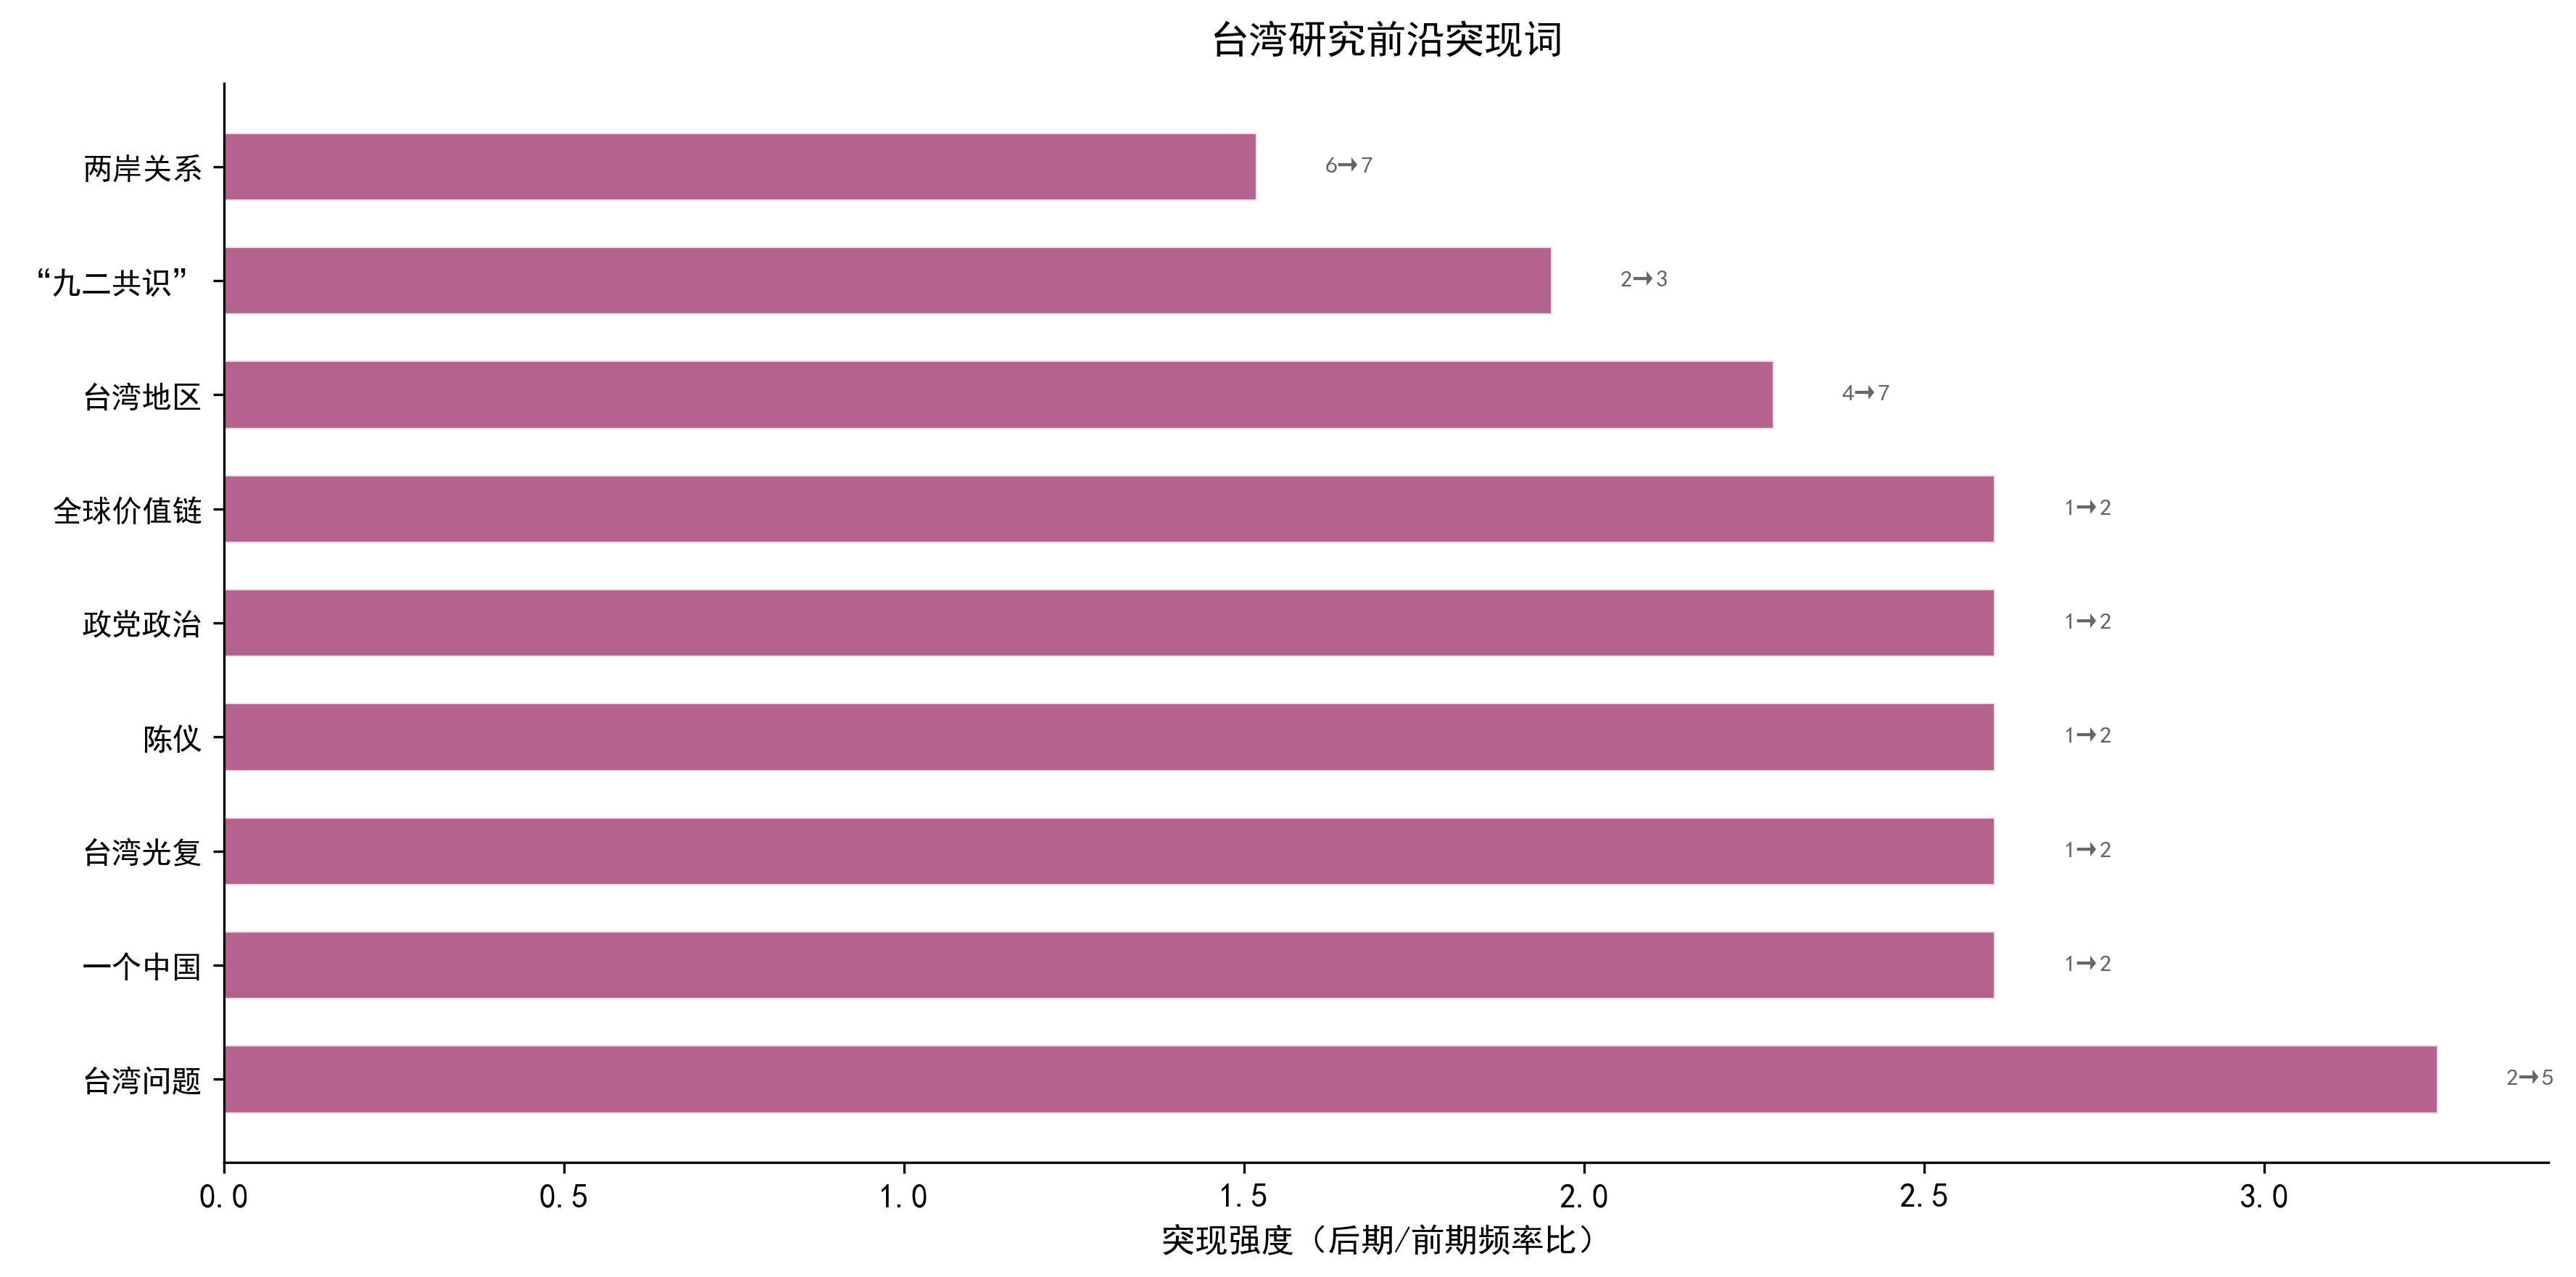 台湾研究前沿突现词
两岸关系 6→7
“九二共识” 2→3
台湾地区 4→7
全球价值链 1→2
政党政治 1→2
陈仪 1→2
台湾光复 1→2
一个中国 1→2
台湾问题 2→5
0.0 0.5 1.0 1.5 2.0 2.5 3.0
突现强度（后期/前期频率比）